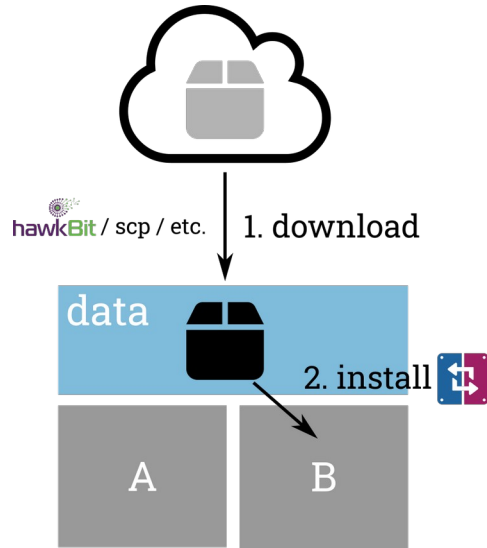 hawkBit / scp / etc.
1. download
data
2. install
A
B